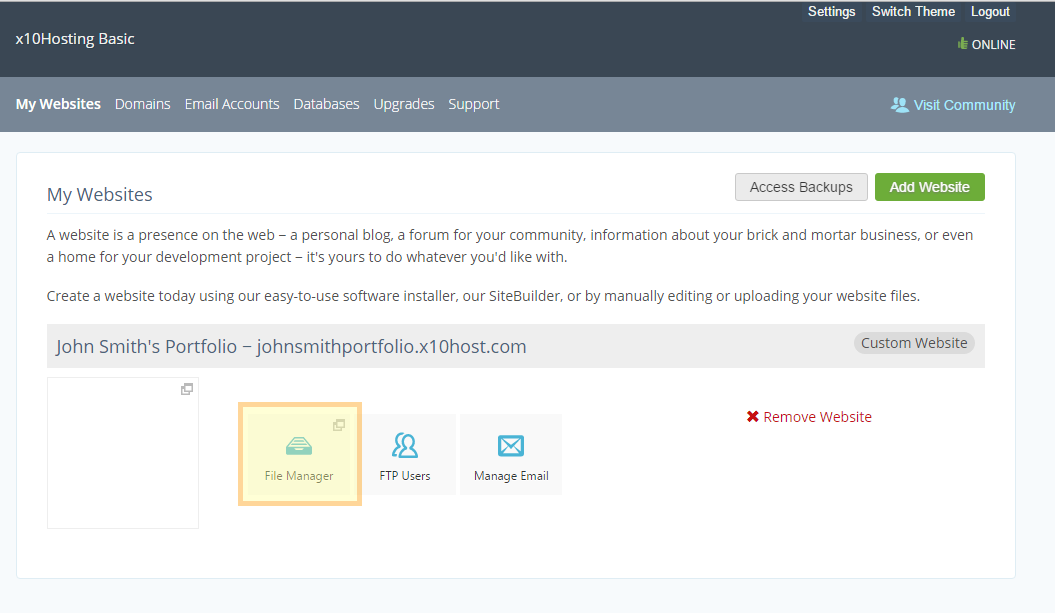 Settings Switch Theme Logout
x10Hosting Basic
ONLINE
My Websites Domains Email Accounts Databases Upgrades Support
Visit Community
My Websites
Access Backups
Add Website
A website is a presence on the web – a personal blog, a forum for your community, information about your brick and mortar business, or even
a home for your development project – it's yours to do whatever you'd like with.
Create a website today using our easy-to-use software installer, our SiteBuilder, or by manually editing or uploading your website files.
John Smith's Portfolio – johnsmithportfolio.x10host.com
Custom Website
Remove Website
File Manager
FTP Users
Manage Email